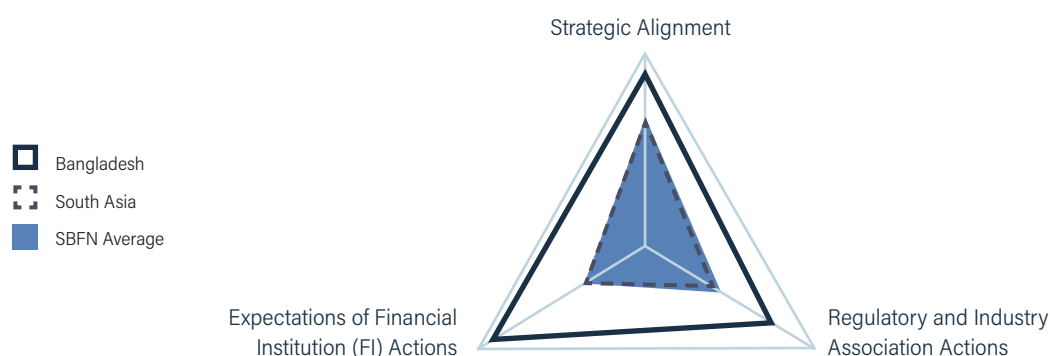 Strategic Alignment
Bangladesh
South Asia
SBFN Average
Expectations of Financial
Institution (FI) Actions
Regulatory and Industry
Association Actions